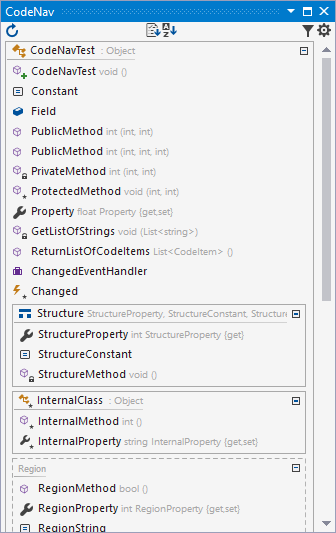 CodeNav
CodeNavTest : Object
CodeNavTest void ()
Constant
Field
PublicMethod int (int, int)
PublicMethod int (int, int, int)
PrivateMethod int (int, int)
ProtectedMethod void (int, int)
Property float Property {get,set}
GetListOfStrings void (List<string>)
ReturnListOfCodeItems List<CodeItem> ()
ChangedEventHandler
Changed
Structure StructureProperty, StructureConstant, Structure
StructureProperty int StructureProperty {get}
StructureConstant
StructureMethod void ()
InternalClass : Object
InternalMethod int ()
InternalProperty string InternalProperty {get,set}
Region
RegionMethod bool ()
RegionProperty int RegionProperty {get,set}
RegionString